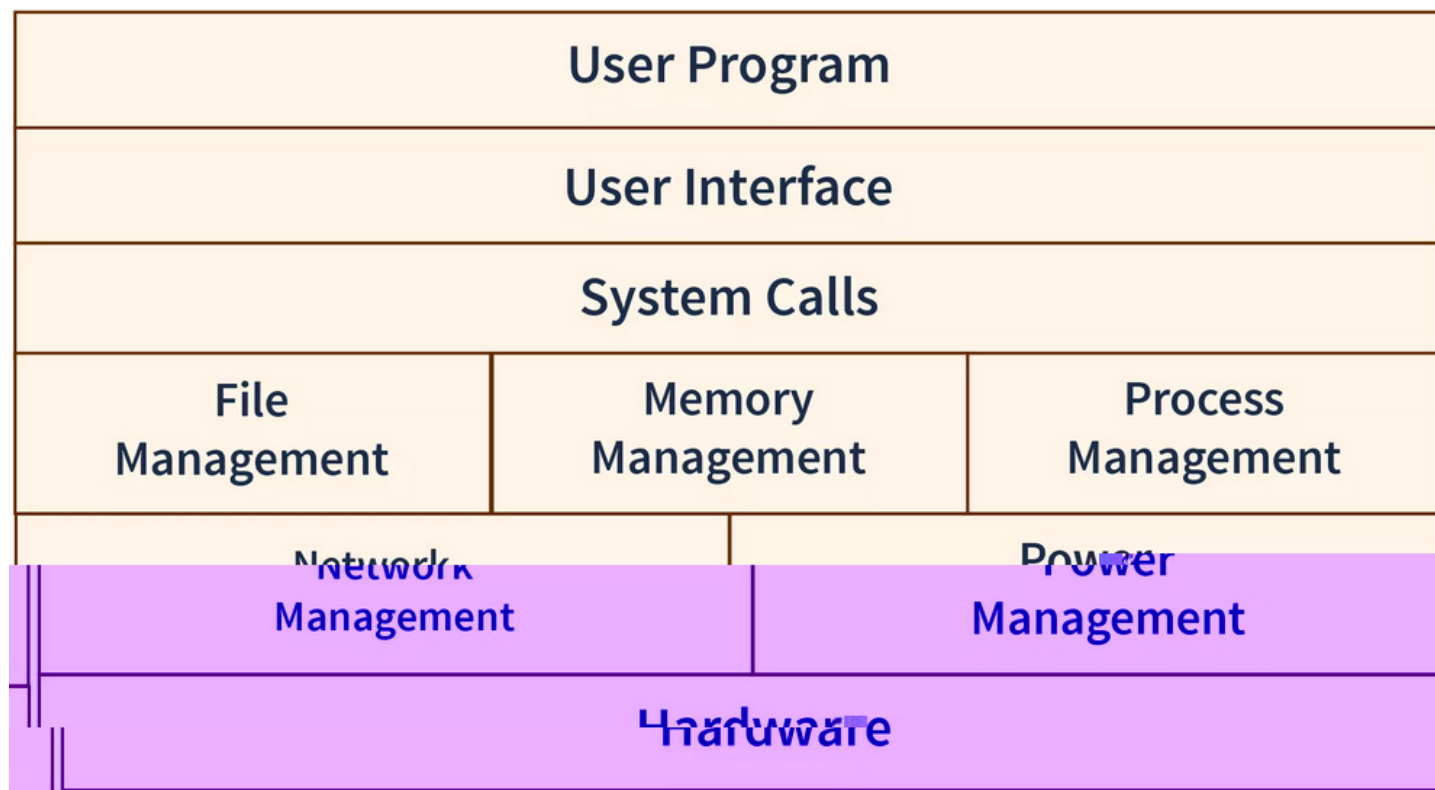 User Program
User Interface
System Calls
File
Management
Memory
Management
Process
Management
Network
Management
Power
Management
Hardware